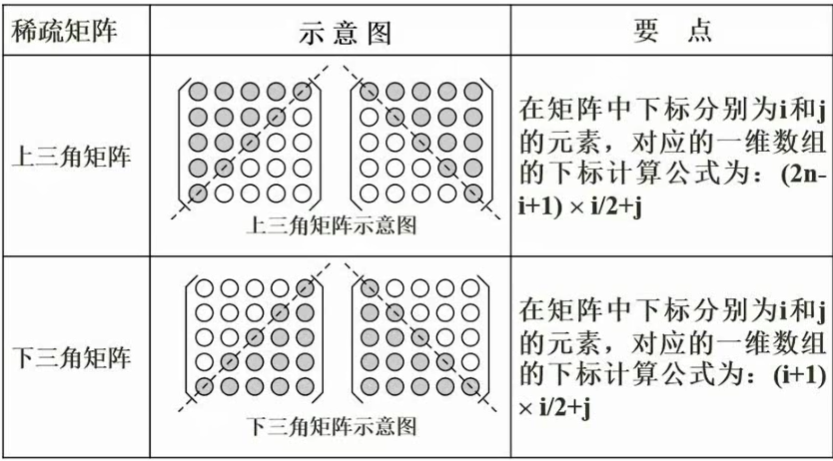 稀疏矩阵
示意图
要 点
上三角矩阵
上三角矩阵示意图
在矩阵中下标分别为i和j
的元素，对应的一维数组
的下标计算公式为：(2n-
i+1) × i/2+j
下三角矩阵
下三角矩阵示意图
在矩阵中下标分别为i和j
的元素，对应的一维数组
的下标计算公式为：(i+1)
× i/2+j